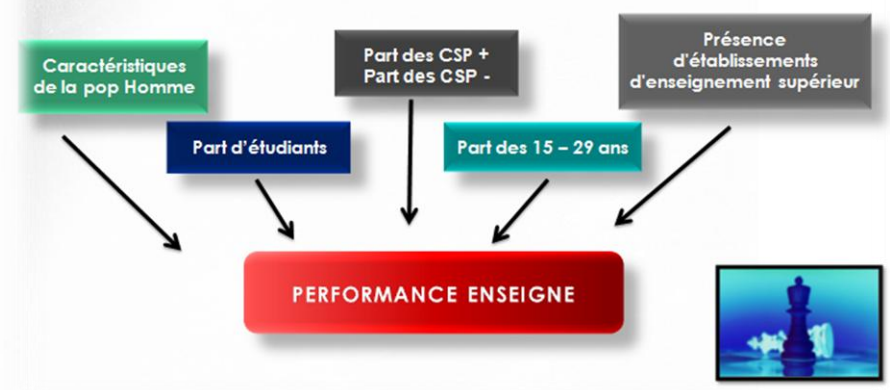 Caractéristiques
de la pop Homme
Part d'étudiants
Part des CSP +
Part des CSP -
Part des 15 – 29 ans
Présence
d'établissements
d'enseignement supérieur
PERFORMANCE ENSEIGNE